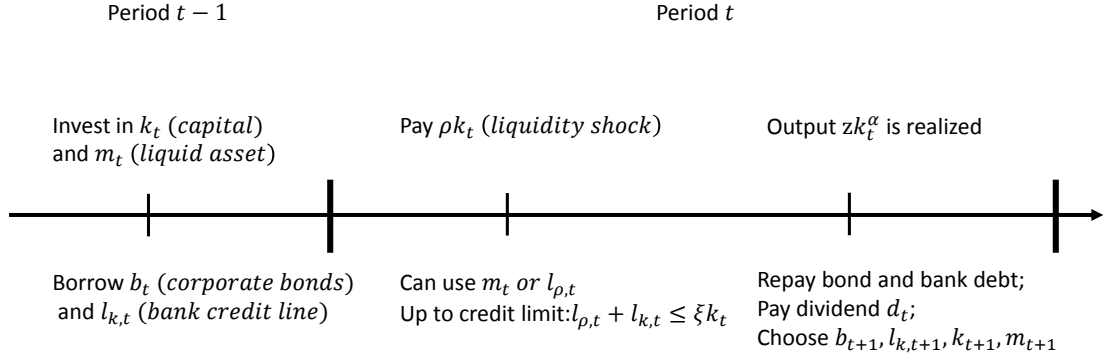 Period t − 1
Period t
Invest in k_t (capital)
and m_t (liquid asset)
Pay ρk_t (liquidity shock)
Output zk_t^α is realized
Borrow b_t (corporate bonds)
and l_{k,t} (bank credit line)
Can use m_t or l_{ρ,t}
Up to credit limit:l_{ρ,t} + l_{k,t} ≤ ξk_t
Repay bond and bank debt;
Pay dividend d_t;
Choose b_{t+1}, l_{k,t+1}, k_{t+1}, m_{t+1}